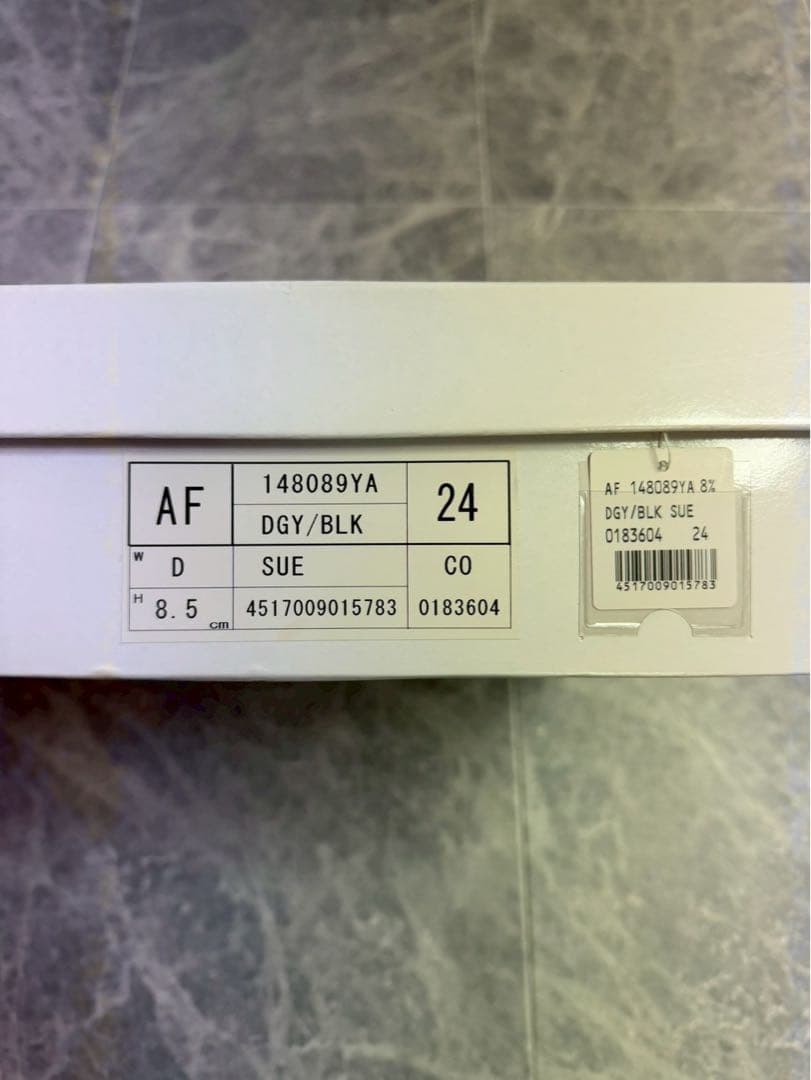 AF
148089YA
DGY/BLK
24
W D
SUE
CO
H 8.5 cm
4517009015783
0183604
AF 148089YA 8½
DGY/BLK SUE
0183604 24
4517009015783